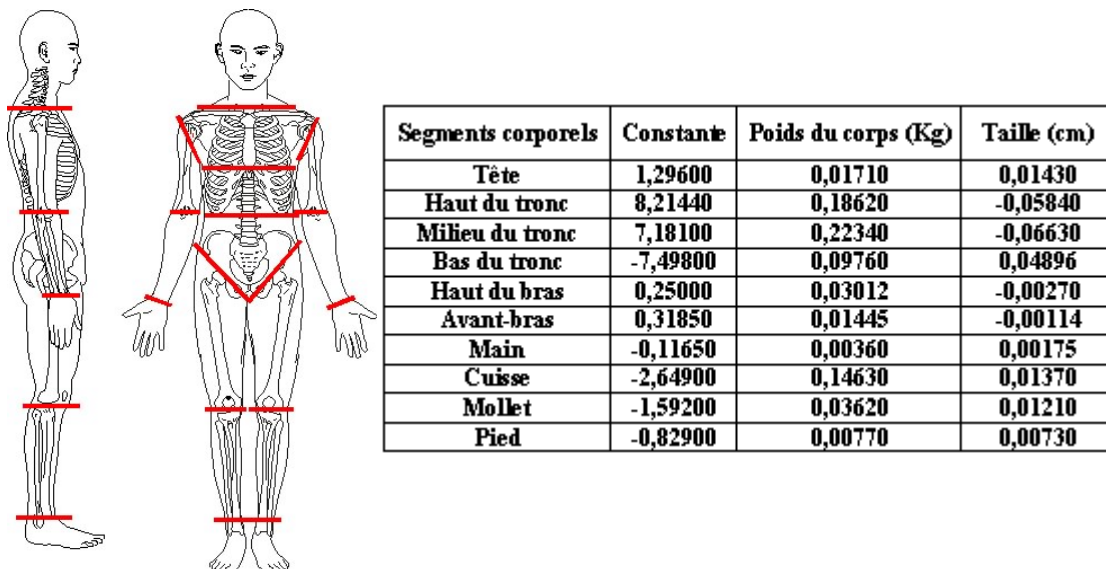 Segments corporels Constante Poids du corps (Kg) Taille (cm)
Tête 1,29600 0,01710 0,01430
Haut du tronc 8,21440 0,18620 -0,05840
Milieu du tronc 7,18100 0,22340 -0,06630
Bas du tronc -7,49800 0,09760 0,04896
Haut du bras 0,25000 0,03012 -0,00270
Avant-bras 0,31850 0,01445 -0,00114
Main -0,11650 0,00360 0,00175
Cuisse -2,64900 0,14630 0,01370
Mollet -1,59200 0,03620 0,01210
Pied -0,82900 0,00770 0,00730